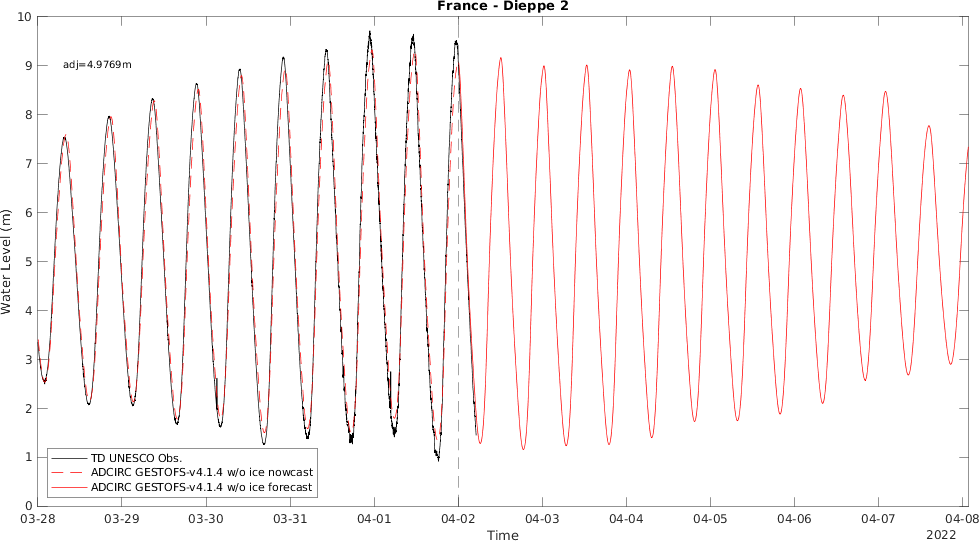 France - Dieppe 2
adj=4.9769m
10
9
8
7
6
5
4
3
2
1
0
Water Level (m)
TD UNESCO Obs.
ADCIRC GESTOFS-v4.1.4 w/o ice nowcast
ADCIRC GESTOFS-v4.1.4 w/o ice forecast
03-28 03-29 03-30 03-31 04-01 04-02 04-03 04-04 04-05 04-06 04-07 04-08
Time
2022